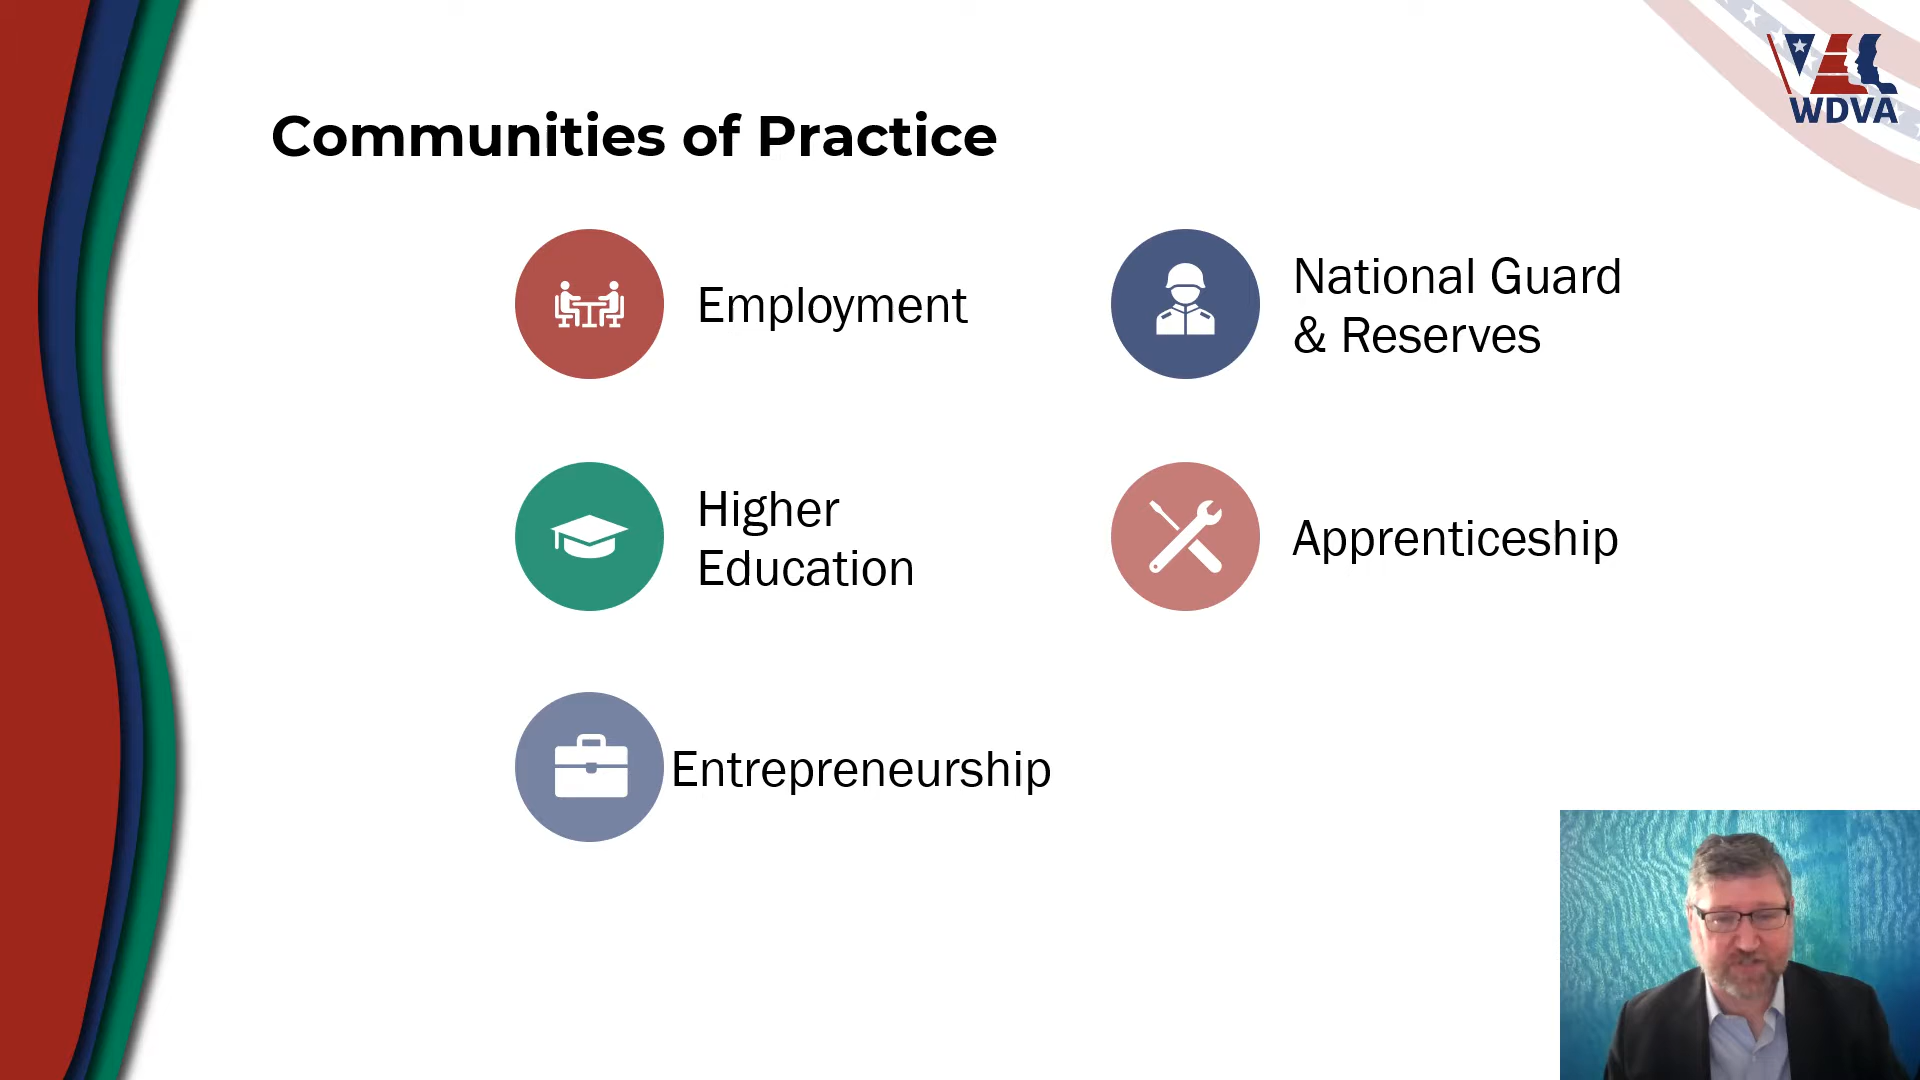 WDVA
Communities of Practice
Employment
National Guard
& Reserves
Higher
Education
Apprenticeship
Entrepreneurship